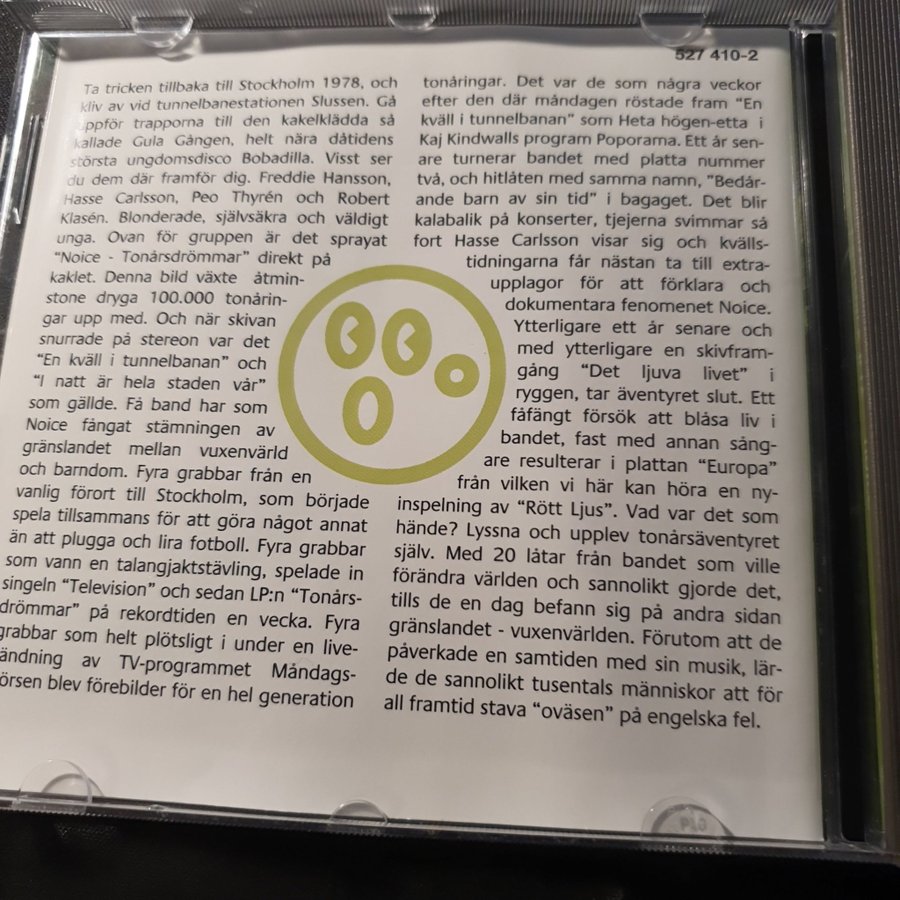 527 410-2
Ta tricken tillbaka till Stockholm 1978, och
kliv av vid tunnelbanestationen Slussen. Gå
uppför trapporna till den kakelklädda så
kallade Gula Gången, helt nära dåtidens
största ungdomsdisco Bobadilla. Visst ser
du dem där framför dig. Freddie Hansson,
Hasse Carlsson, Peo Thyrén och Robert
Klasén. Blonderade, självsäkra och väldigt
unga. Ovan för gruppen är det sprayat
“Noice - Tonårsdrömmar” direkt på
kaklet. Denna bild växte åtmin-
stone dryga 100.000 tonårin-
gar upp med. Och när skivan
snurrade på stereon var det
“En kväll i tunnelbanan” och
“I natt är hela staden vår”
som gällde. Få band har som
Noice fångat stämningen av
gränslandet mellan vuxenvärld
och barndom. Fyra grabbar från en
vanlig förort till Stockholm, som började
spela tillsammans för att göra något annat
än att plugga och lira fotboll. Fyra grabbar
som vann en talangjaktstävling, spelade in
singeln “Television” och sedan LP:n “Tonårs-
drömmar” på rekordtiden en vecka. Fyra
grabbar som helt plötsligt i under en live-
ändning av TV-programmet Måndags-
örsen blev förebilder för en hel generation
tonåringar. Det var de som några veckor
efter den där måndagen röstade fram “En
kväll i tunnelbanan” som Heta högen-etta i
Kaj Kindwalls program Poporama. Ett år sen-
are turnerar bandet med platta nummer
två, och hitlåten med samma namn, “Bedår-
ande barn av sin tid” i bagaget. Det blir
kalabalik på konserter, tjejerna svimmar så
fort Hasse Carlsson visar sig och kvälls-
tidningarna får nästan ta till extra-
upplagor för att förklara och
dokumentara fenomenet Noice.
Ytterligare ett år senare och
med ytterligare en skivfram-
gång “Det ljuva livet” i
ryggen, tar äventyret slut. Ett
fåfängt försök att blåsa liv i
bandet, fast med annan sång-
are resulterar i plattan “Europa”
från vilken vi här kan höra en ny-
inspelning av “Rött Ljus”. Vad var det som
hände? Lyssna och upplev tonårsäventyret
själv. Med 20 låtar från bandet som ville
förändra världen och sannolikt gjorde det,
tills de en dag befann sig på andra sidan
gränslandet - vuxenvärlden. Förutom att de
påverkade en samtiden med sin musik, lär-
de de sannolikt tusentals människor att för
all framtid stava “oväsen” på engelska fel.